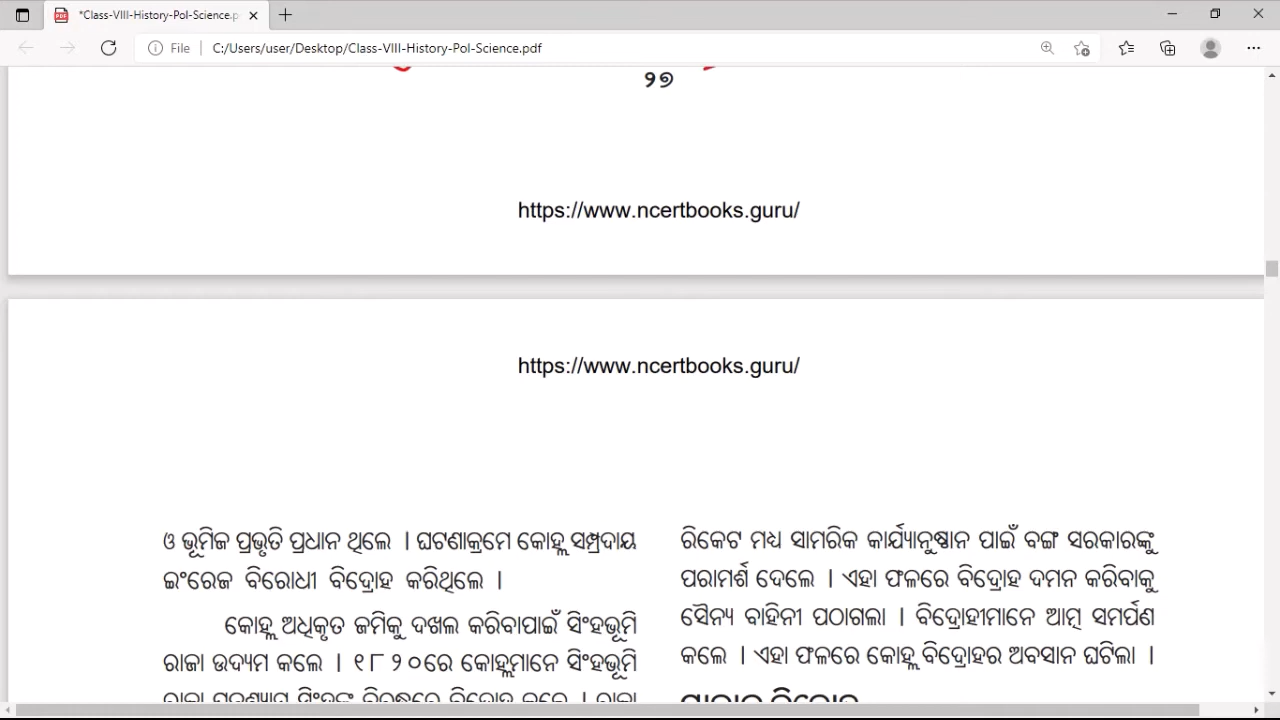 *Class-VIII-History-Pol-Science.p
File
C:/Users/user/Desktop/Class-VIII-History-Pol-Science.pdf
୨୭
https://www.ncertbooks.guru/
https://www.ncertbooks.guru/
ଓ ଭୂମିଜ ପ୍ରଭୃତି ପ୍ରଧାନ ଥିଲେ । ଘଟଣାକ୍ରମେ କୋହ୍ଲ ସମ୍ପ୍ରଦାୟ
ଇଂରେଜ ବିରୋଧୀ ବିଦ୍ରୋହ କରିଥିଲେ ।
କୋହ୍ଲ ଅଧିକୃତ ଜମିକୁ ଦଖଲ କରିବାପାଇଁ ସିଂହଭୂମି
ରାଜା ଉଦ୍ୟମ କଲେ । ୧୮୨୦ରେ କୋହ୍ଲମାନେ ସିଂହଭୂମି
ରିକେଟ ମଧ୍ୟ ସାମରିକ କାର୍ଯ୍ୟାନୁଷ୍ଠାନ ପାଇଁ ବଙ୍ଗ ସରକାରଙ୍କୁ
ପରାମର୍ଶ ଦେଲେ । ଏହା ଫଳରେ ବିଦ୍ରୋହ ଦମନ କରିବାକୁ
ସୈନ୍ୟ ବାହିନୀ ପଠାଗଲା । ବିଦ୍ରୋହୀମାନେ ଆତ୍ମ ସମର୍ପଣ
କଲେ । ଏହା ଫଳରେ କୋହ୍ଲ ବିଦ୍ରୋହର ଅବସାନ ଘଟିଲା ।